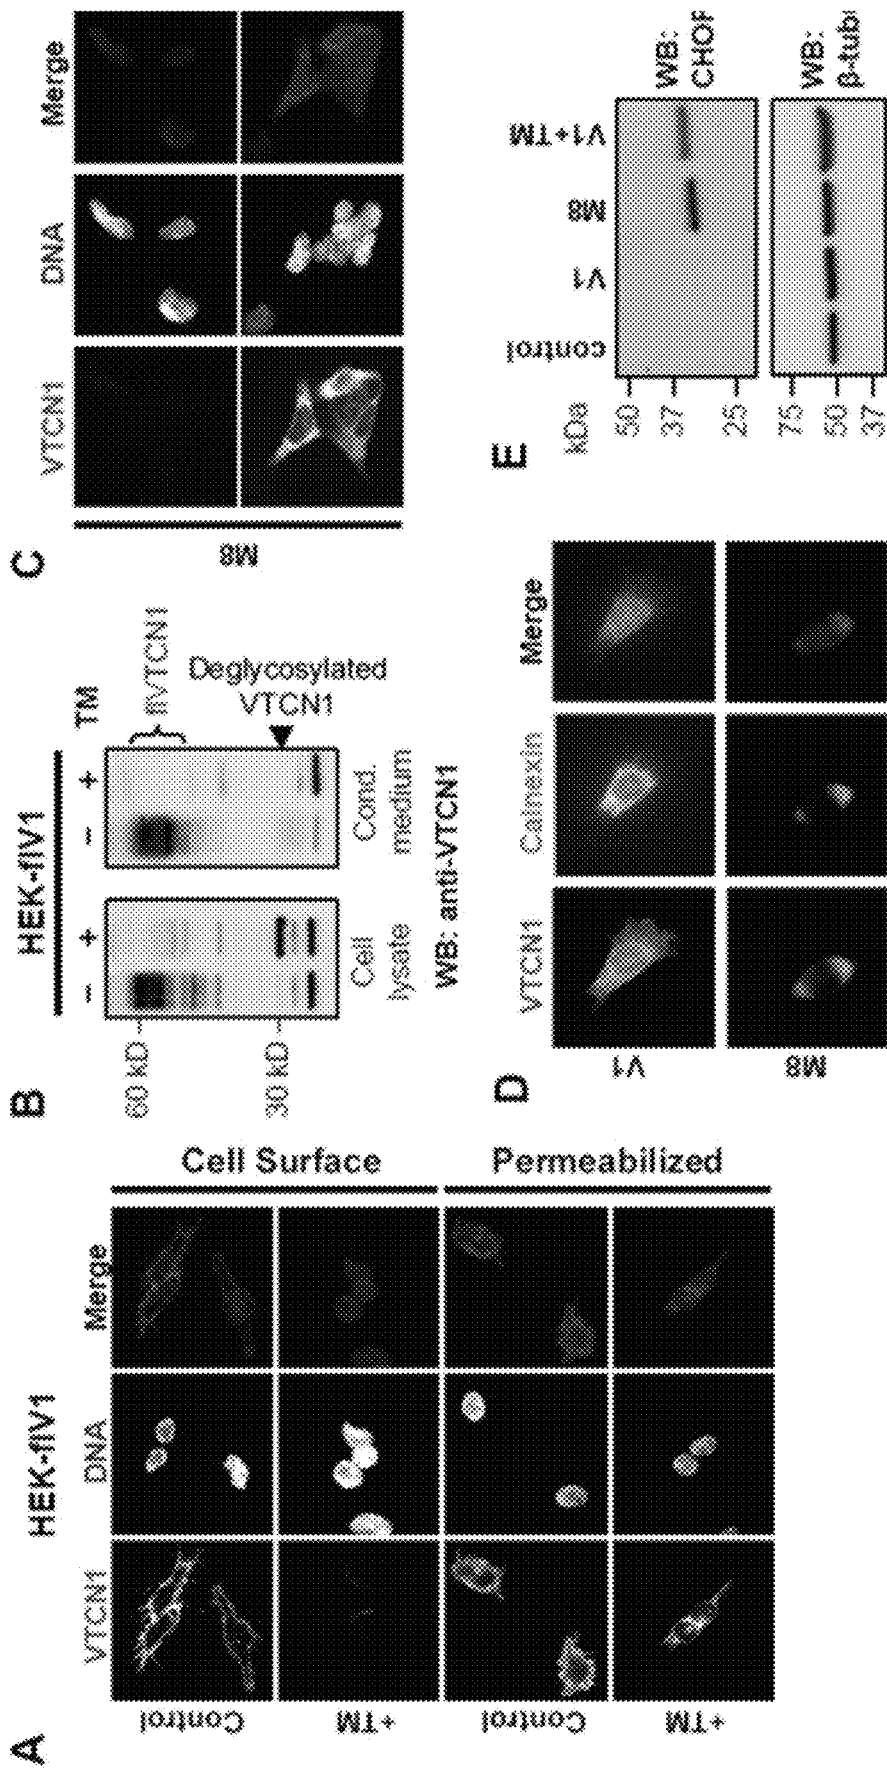 A
HEK-flV1
VTCN1
DNA
Merge
Control
+TM
Control
+TM
Cell Surface
Permeabilized
B
HEK-flV1
− + − + TM
60 kD
30 kD
flVTCN1
Deglycosylated
VTCN1
Cell
lysate
Cond.
medium
WB: anti-VTCN1
C
VTCN1
DNA
Merge
M8
D
VTCN1
Calnexin
Merge
V1
M8
E
kDa
control
V1
M8
V1+TM
50
37
25
WB:
CHOP
75
50
37
WB:
β-tub